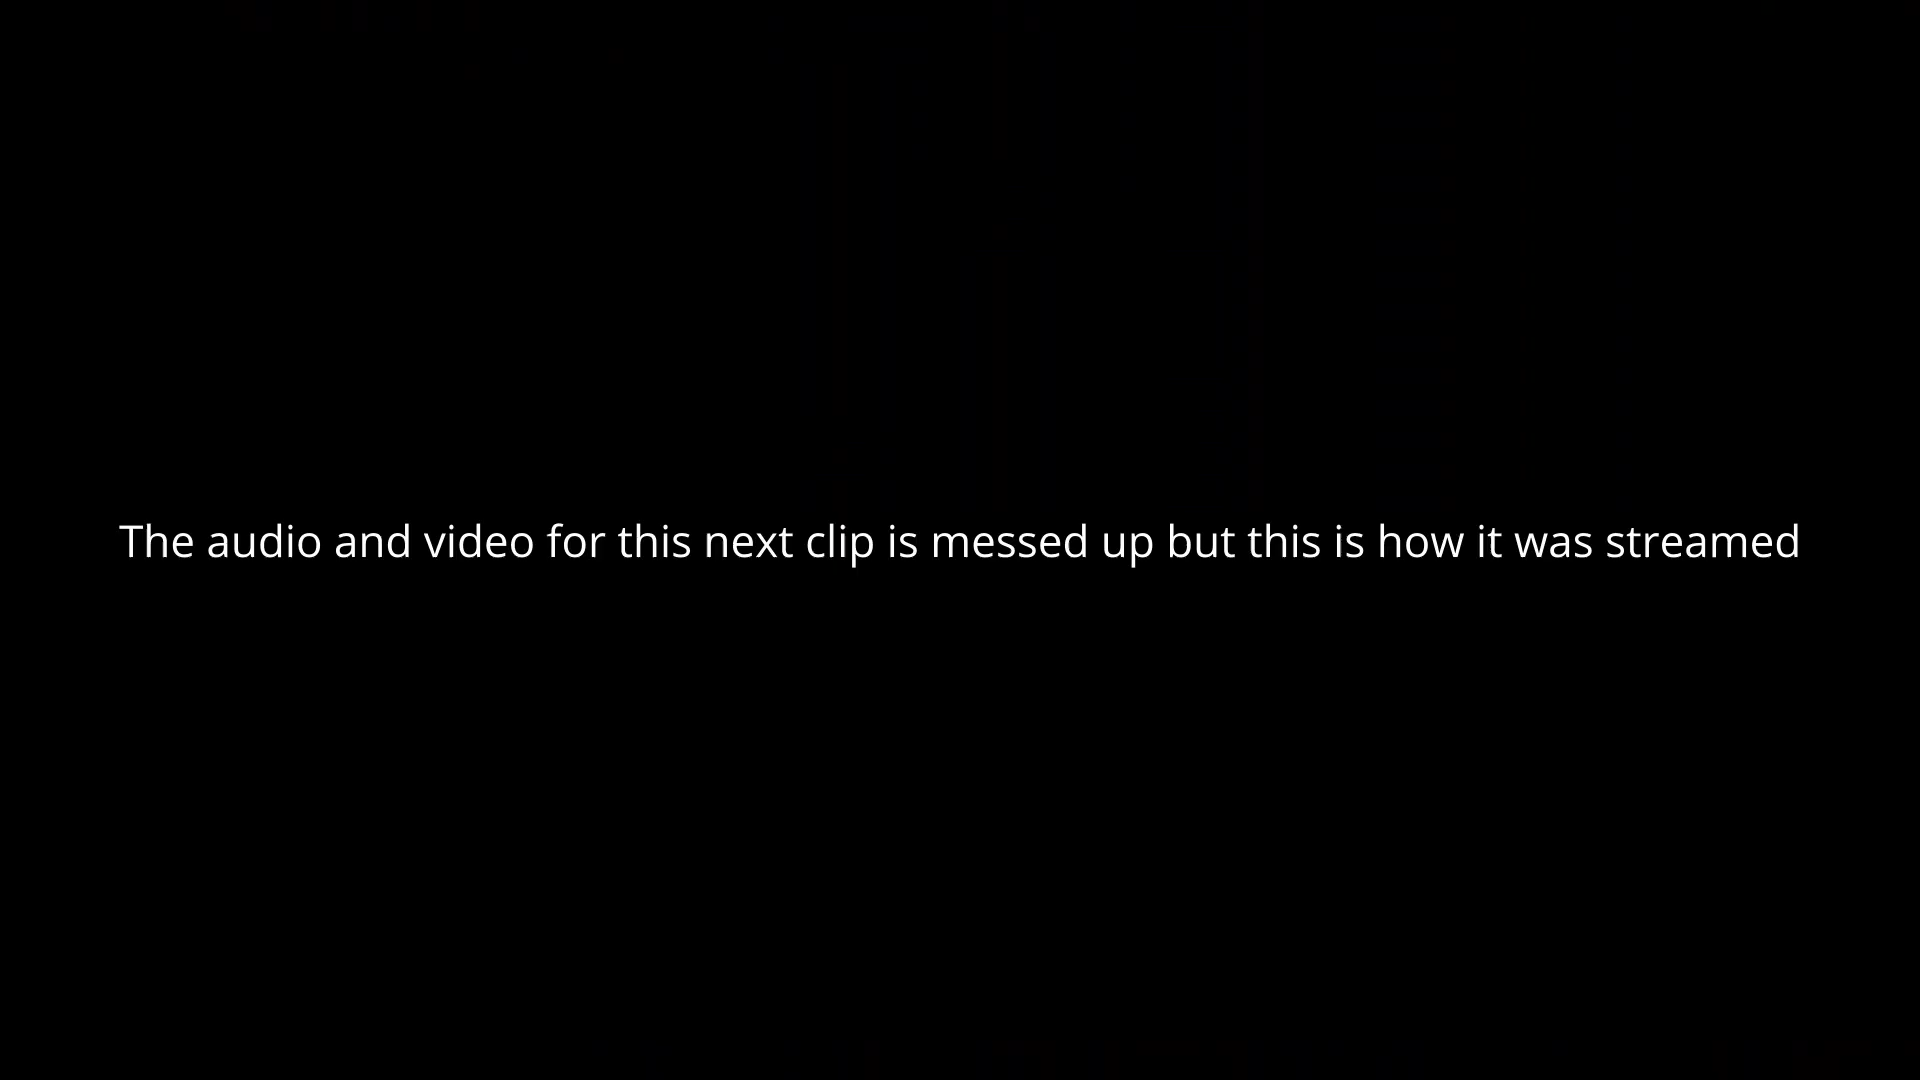 The audio and video for this next clip is messed up but this is how it was streamed